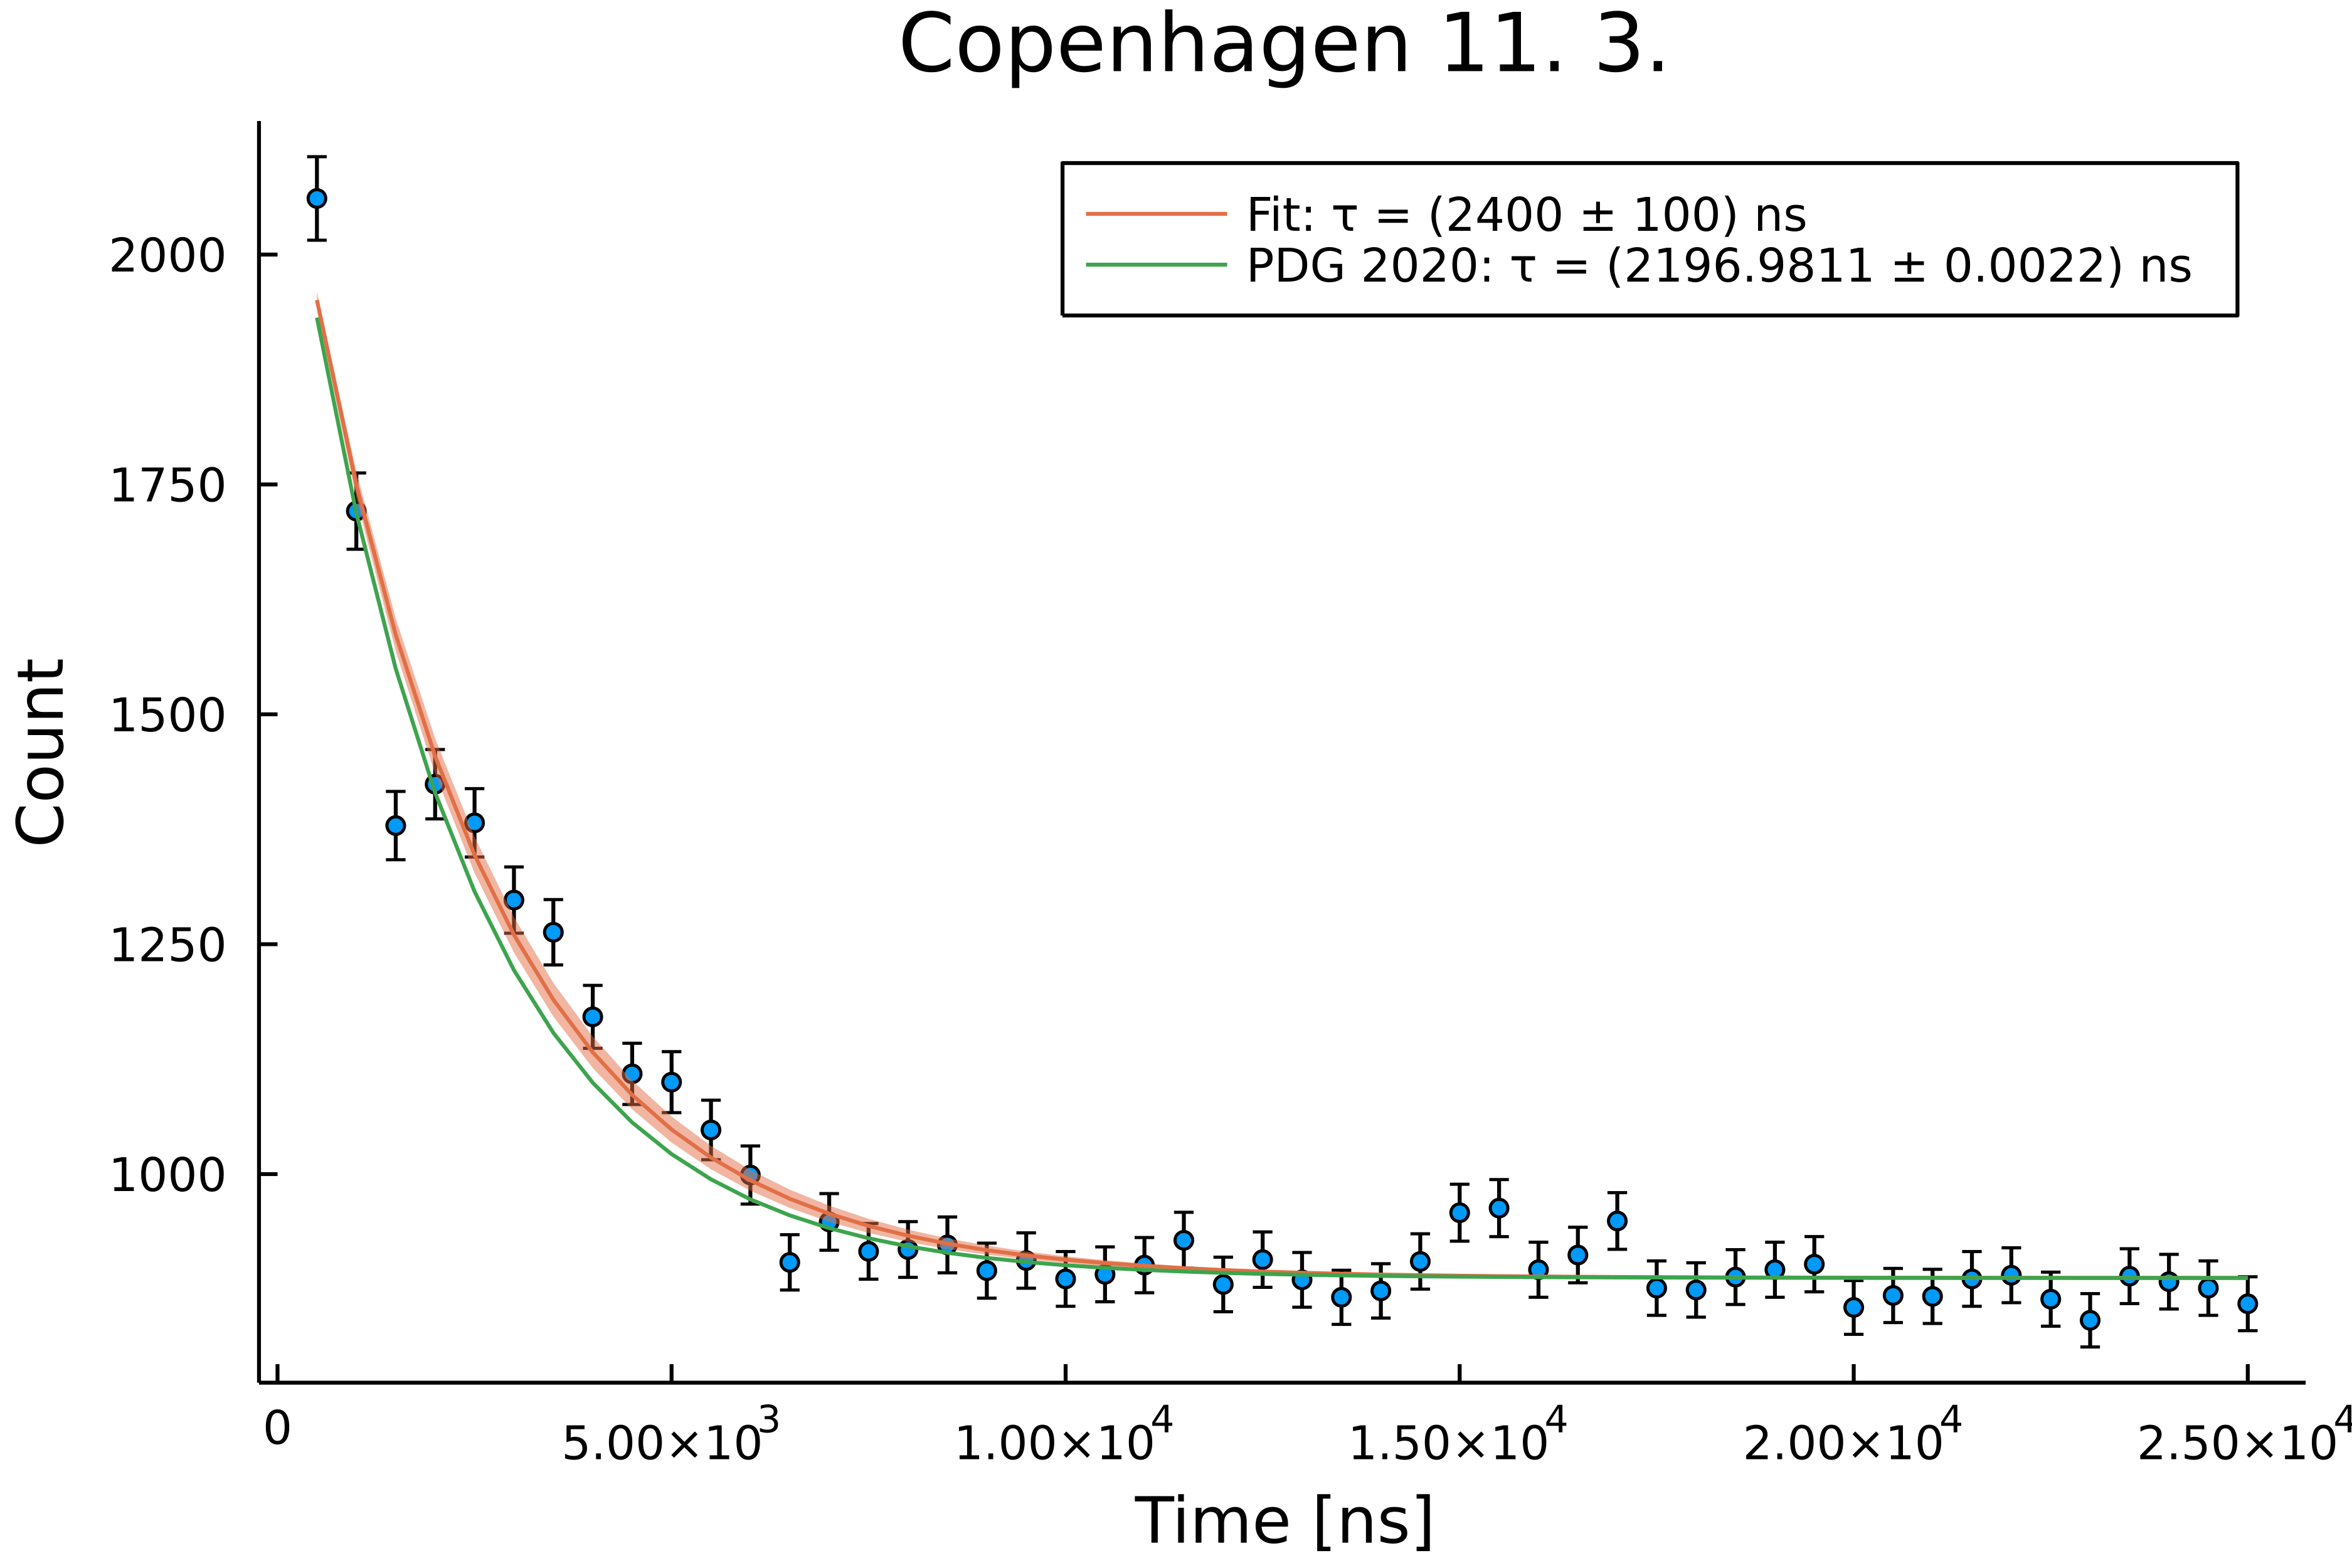 Copenhagen 11. 3.
Fit: τ = (2400 ± 100) ns
PDG 2020: τ = (2196.9811 ± 0.0022) ns
2000
1750
1500
1250
1000
Count
0
5.00×10³
1.00×10⁴
1.50×10⁴
2.00×10⁴
2.50×10⁴
Time [ns]